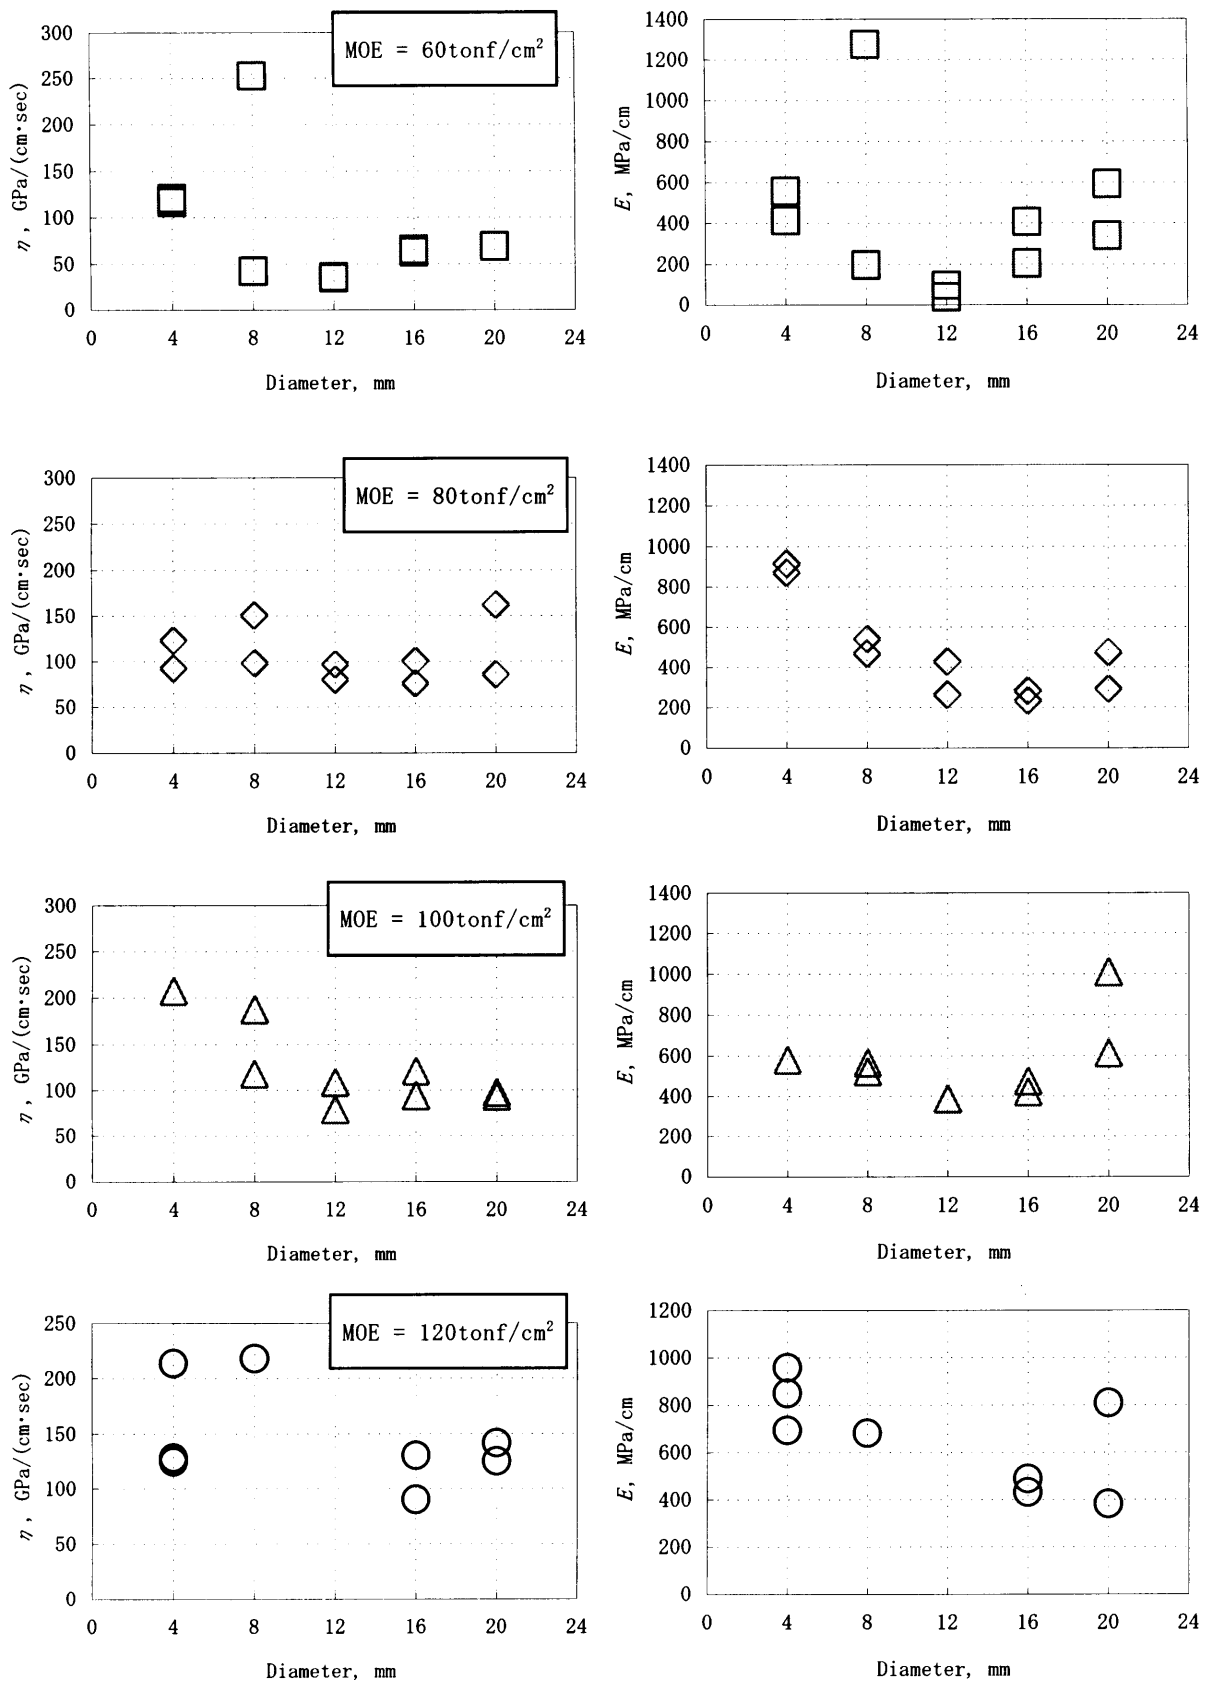 300
250
200
150
100
50
0
0 4 8 12 16 20 24
η, GPa/(cm·sec)
Diameter, mm
MOE = 60tonf/cm²
1400
1200
1000
800
600
400
200
0
0 4 8 12 16 20 24
E, MPa/cm
Diameter, mm
300
250
200
150
100
50
0
0 4 8 12 16 20 24
η, GPa/(cm·sec)
Diameter, mm
MOE = 80tonf/cm²
1400
1200
1000
800
600
400
200
0
0 4 8 12 16 20 24
E, MPa/cm
Diameter, mm
300
250
200
150
100
50
0
0 4 8 12 16 20 24
η, GPa/(cm·sec)
Diameter, mm
MOE = 100tonf/cm²
1400
1200
1000
800
600
400
200
0
0 4 8 12 16 20 24
E, MPa/cm
Diameter, mm
250
200
150
100
50
0
0 4 8 12 16 20 24
η, GPa/(cm·sec)
Diameter, mm
MOE = 120tonf/cm²
1200
1000
800
600
400
200
0
0 4 8 12 16 20 24
E, MPa/cm
Diameter, mm